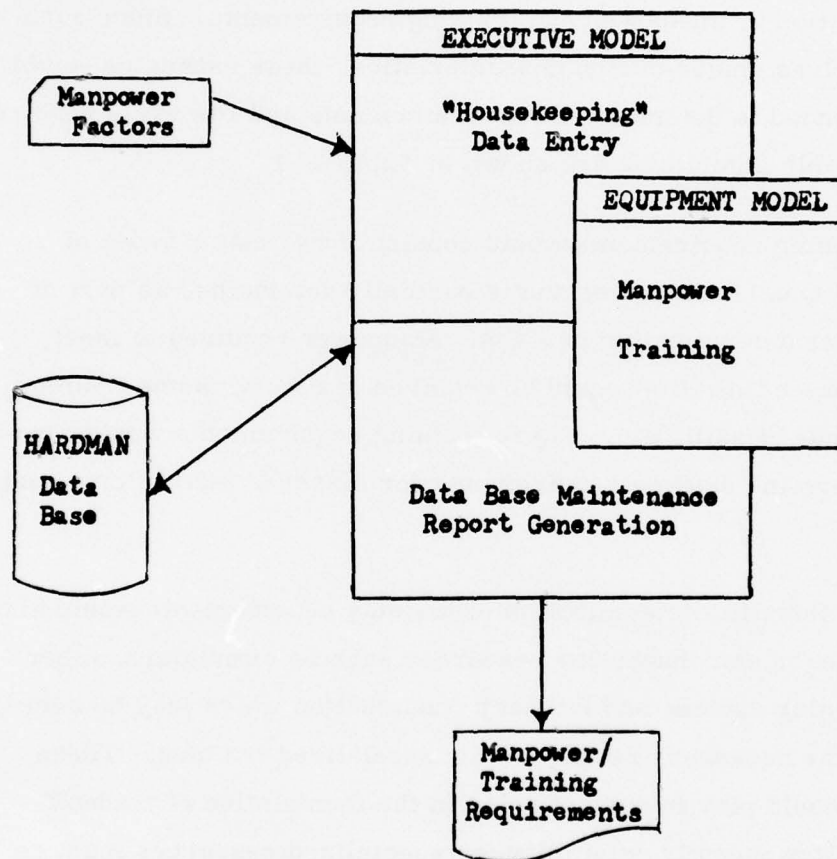 EXECUTIVE MODEL
Manpower
Factors
"Housekeeping"
Data Entry
EQUIPMENT MODEL
Manpower
Training
HARDMAN
Data
Base
Data Base Maintenance
Report Generation
Manpower/
Training
Requirements